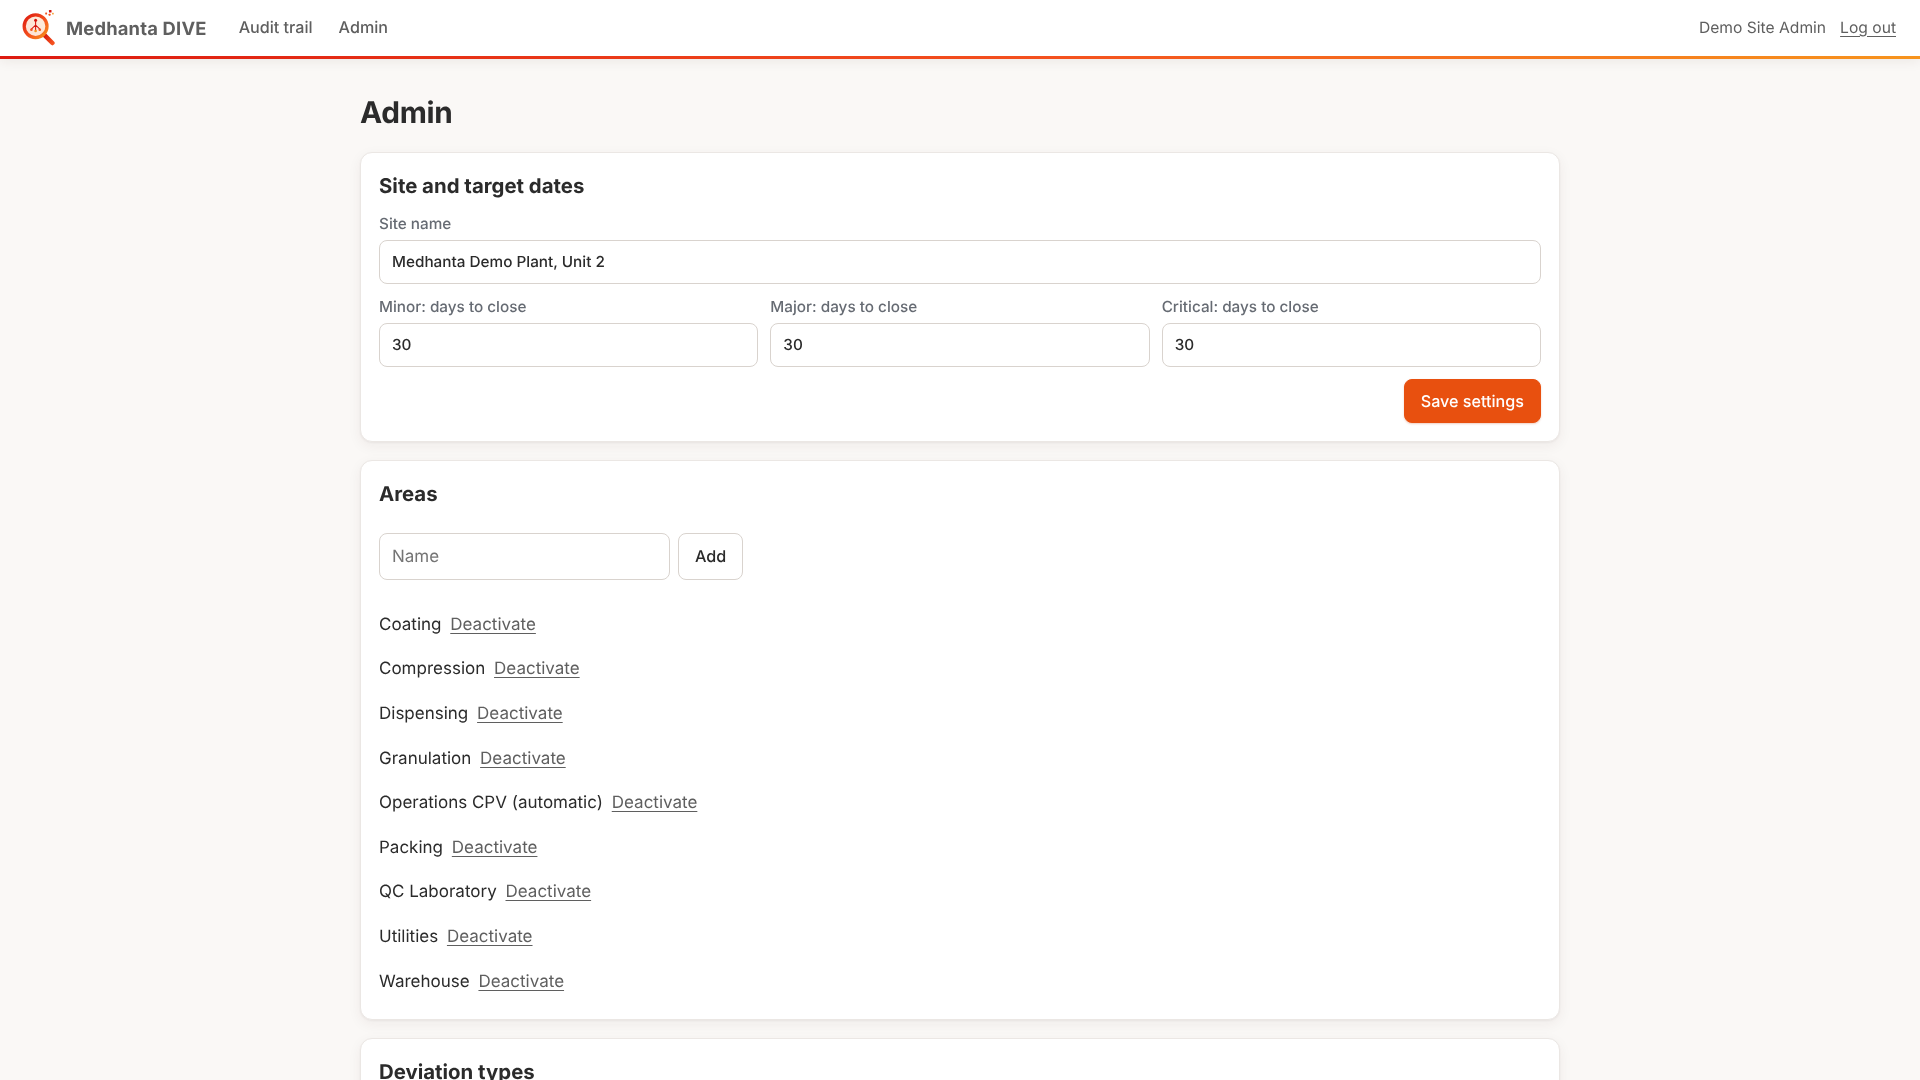 Medhanta DIVE Audit trail Admin Demo Site Admin Log out
Admin
Site and target dates
Site name
Medhanta Demo Plant, Unit 2
Minor: days to close Major: days to close Critical: days to close
30 30 30
Save settings
Areas
Name Add
Coating Deactivate
Compression Deactivate
Dispensing Deactivate
Granulation Deactivate
Operations CPV (automatic) Deactivate
Packing Deactivate
QC Laboratory Deactivate
Utilities Deactivate
Warehouse Deactivate
Deviation types